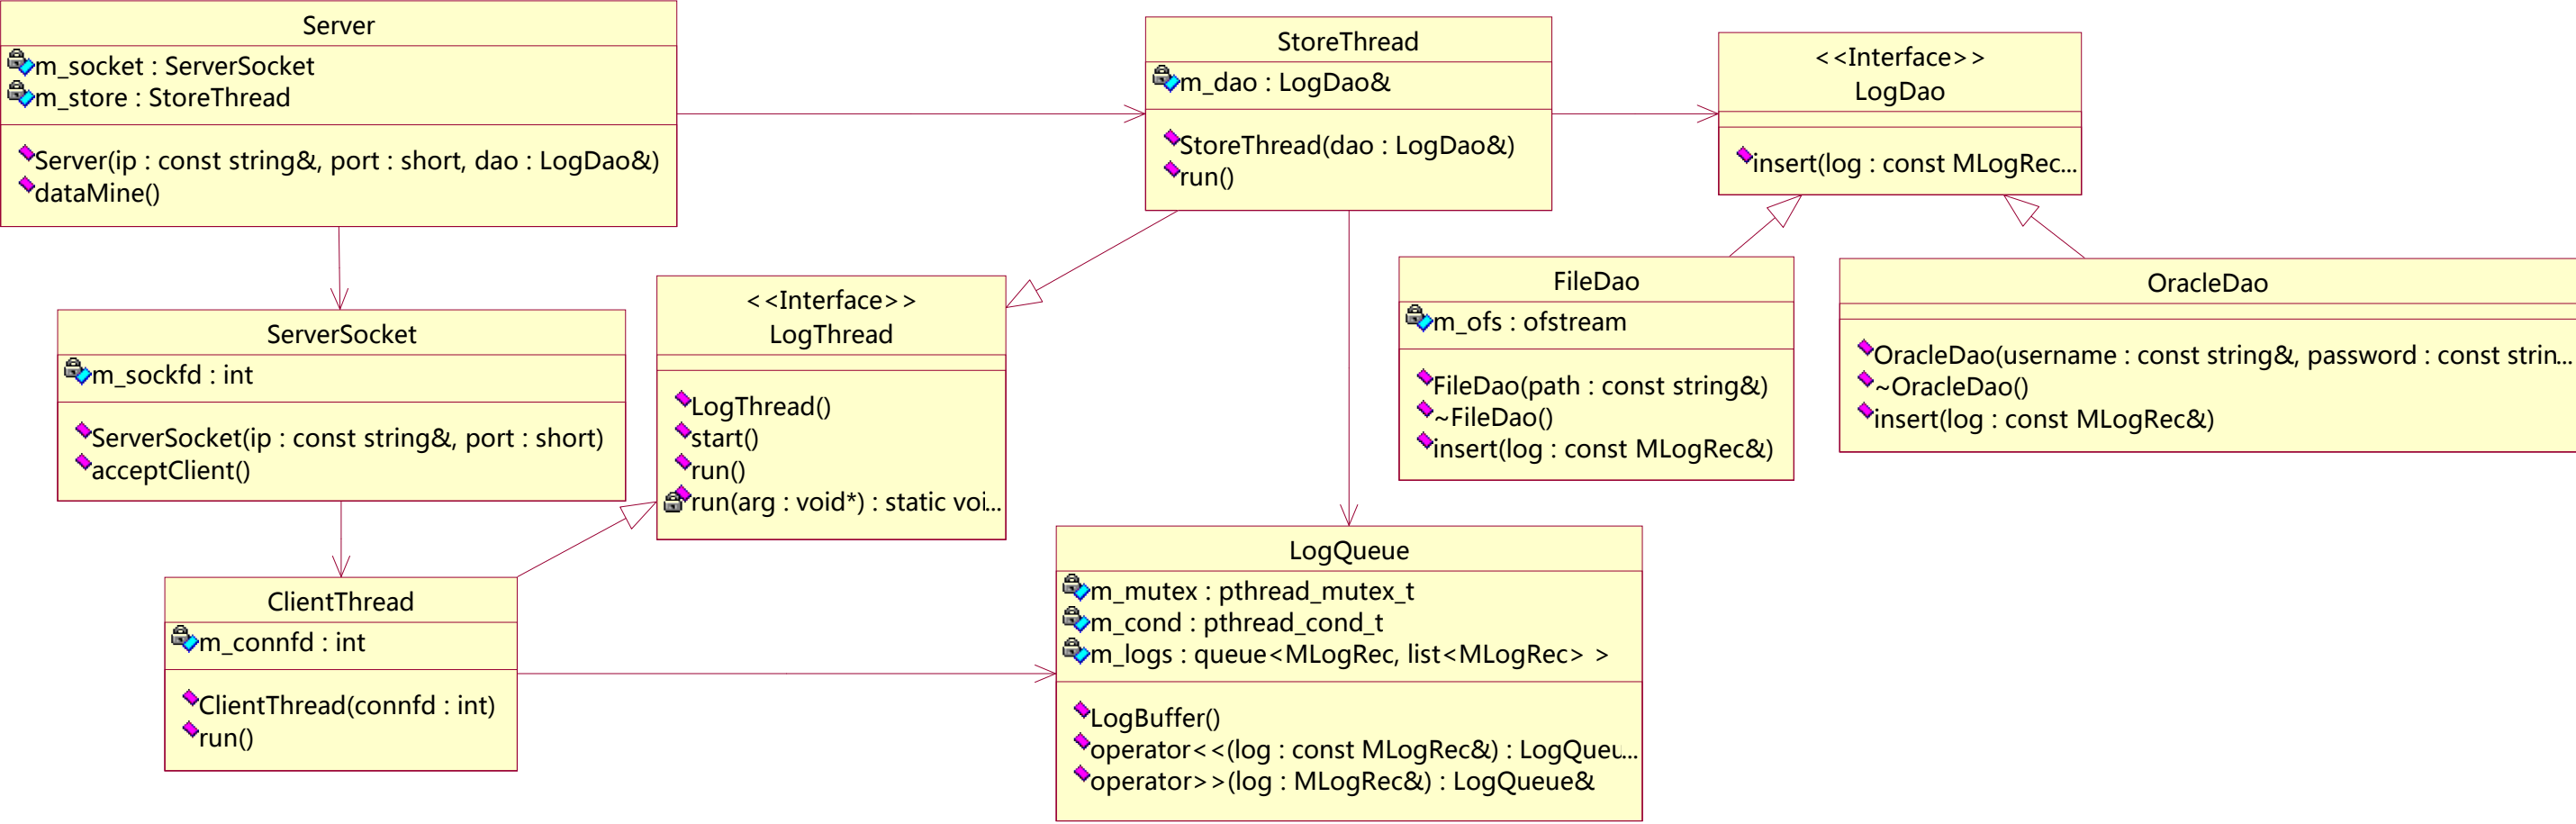 Server
m_socket : ServerSocket
m_store : StoreThread
Server(ip : const string&, port : short, dao : LogDao&)
dataMine()
StoreThread
m_dao : LogDao&
StoreThread(dao : LogDao&)
run()
<<Interface>>
LogDao
insert(log : const MLogRec...
ServerSocket
m_sockfd : int
ServerSocket(ip : const string&, port : short)
acceptClient()
<<Interface>>
LogThread
LogThread()
start()
run()
run(arg : void*) : static voi...
FileDao
m_ofs : ofstream
FileDao(path : const string&)
~FileDao()
insert(log : const MLogRec&)
OracleDao
OracleDao(username : const string&, password : const strin...
~OracleDao()
insert(log : const MLogRec&)
ClientThread
m_connfd : int
ClientThread(connfd : int)
run()
LogQueue
m_mutex : pthread_mutex_t
m_cond : pthread_cond_t
m_logs : queue<MLogRec, list<MLogRec> >
LogBuffer()
operator<<(log : const MLogRec&) : LogQueu...
operator>>(log : MLogRec&) : LogQueue&